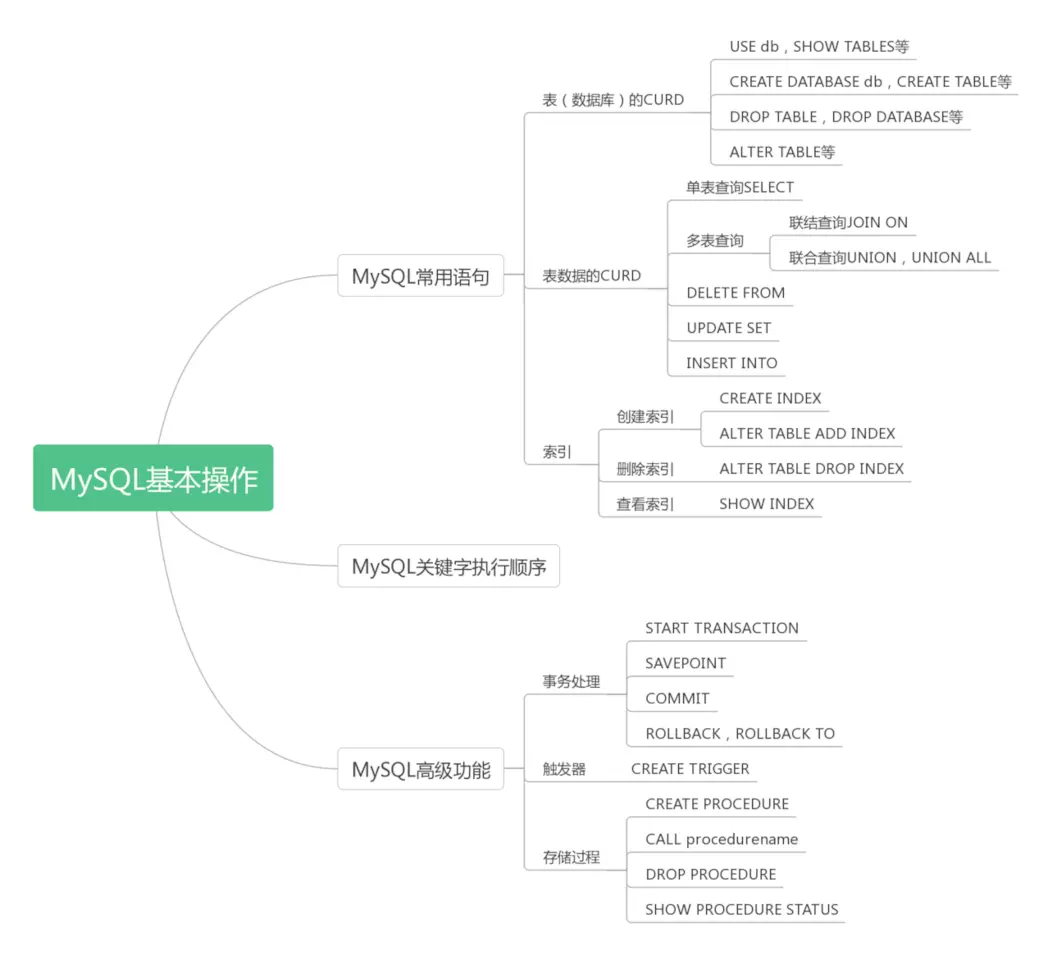 MySQL基本操作
MySQL常用语句
表（数据库）的CURD
USE db，SHOW TABLES等
CREATE DATABASE db，CREATE TABLE等
DROP TABLE，DROP DATABASE等
ALTER TABLE等
表数据的CURD
单表查询SELECT
多表查询
联结查询JOIN ON
联合查询UNION，UNION ALL
DELETE FROM
UPDATE SET
INSERT INTO
索引
创建索引
CREATE INDEX
ALTER TABLE ADD INDEX
删除索引
ALTER TABLE DROP INDEX
查看索引
SHOW INDEX
MySQL关键字执行顺序
MySQL高级功能
事务处理
START TRANSACTION
SAVEPOINT
COMMIT
ROLLBACK，ROLLBACK TO
触发器
CREATE TRIGGER
存储过程
CREATE PROCEDURE
CALL procedurename
DROP PROCEDURE
SHOW PROCEDURE STATUS